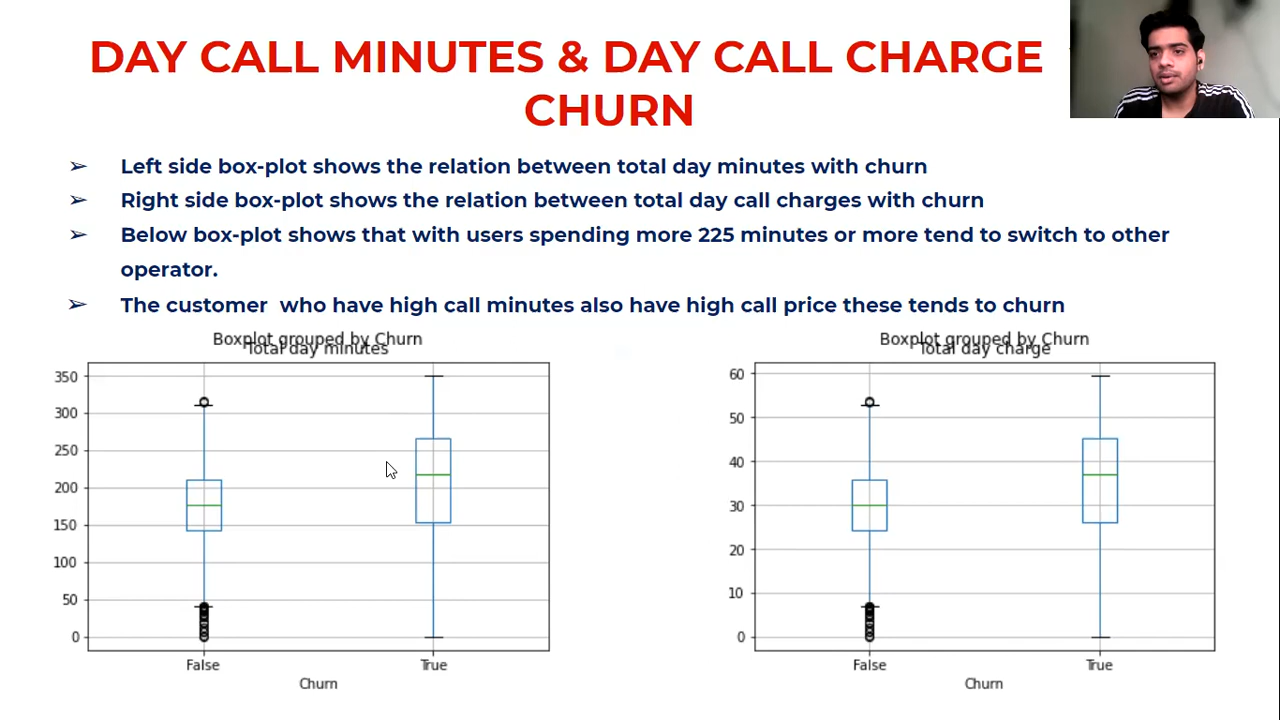 DAY CALL MINUTES & DAY CALL CHARGE
CHURN
➢ Left side box-plot shows the relation between total day minutes with churn
➢ Right side box-plot shows the relation between total day call charges with churn
➢ Below box-plot shows that with users spending more 225 minutes or more tend to switch to other
operator.
➢ The customer who have high call minutes also have high call price these tends to churn
Boxplot grouped by Churn
Total day minutes
350
300
250
200
150
100
50
0
False True
Churn
Boxplot grouped by Churn
Total day charge
60
50
40
30
20
10
0
False True
Churn